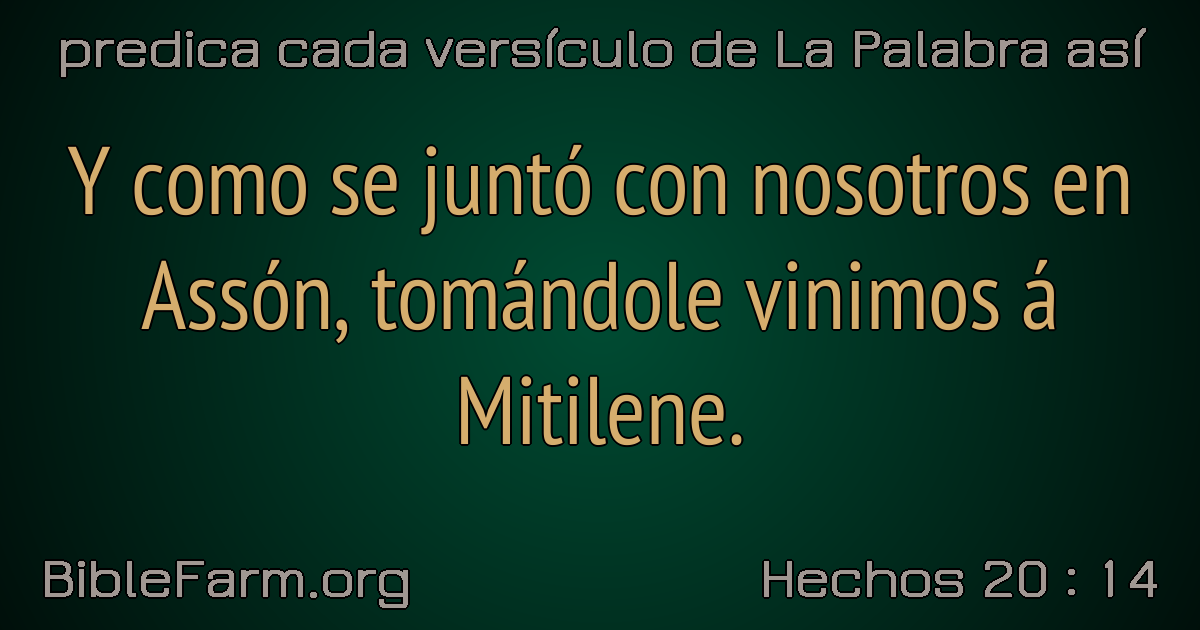 predica cada versículo de La Palabra así
Y como se juntó con nosotros en
Assón, tomándole vinimos á
Mitilene.
BibleFarm.org
Hechos 20 : 14